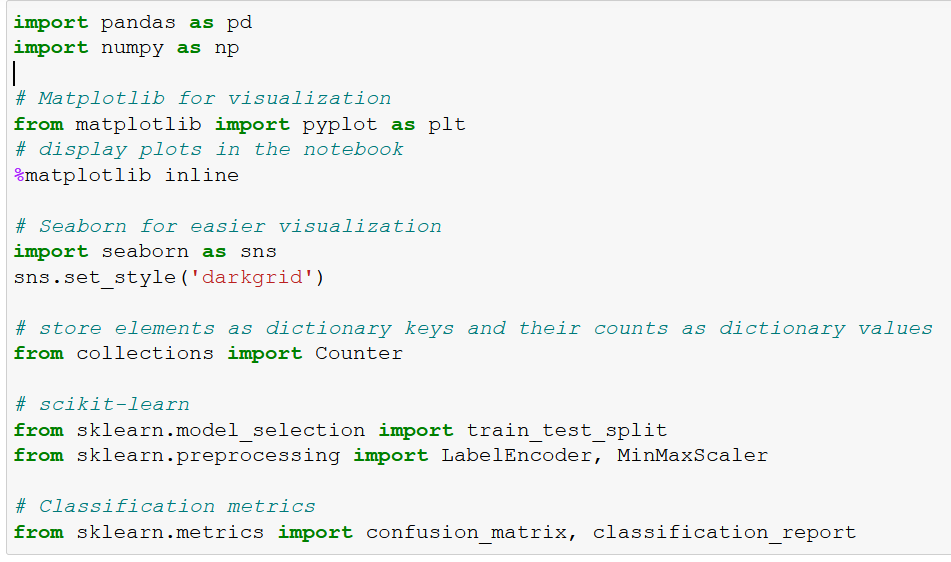 import pandas as pd
import numpy as np
# Matplotlib for visualization
from matplotlib import pyplot as plt
# display plots in the notebook
%matplotlib inline
# Seaborn for easier visualization
import seaborn as sns
sns.set_style('darkgrid')
# store elements as dictionary keys and their counts as dictionary values
from collections import Counter
# scikit-learn
from sklearn.model_selection import train_test_split
from sklearn.preprocessing import LabelEncoder, MinMaxScaler
# Classification metrics
from sklearn.metrics import confusion_matrix, classification_report